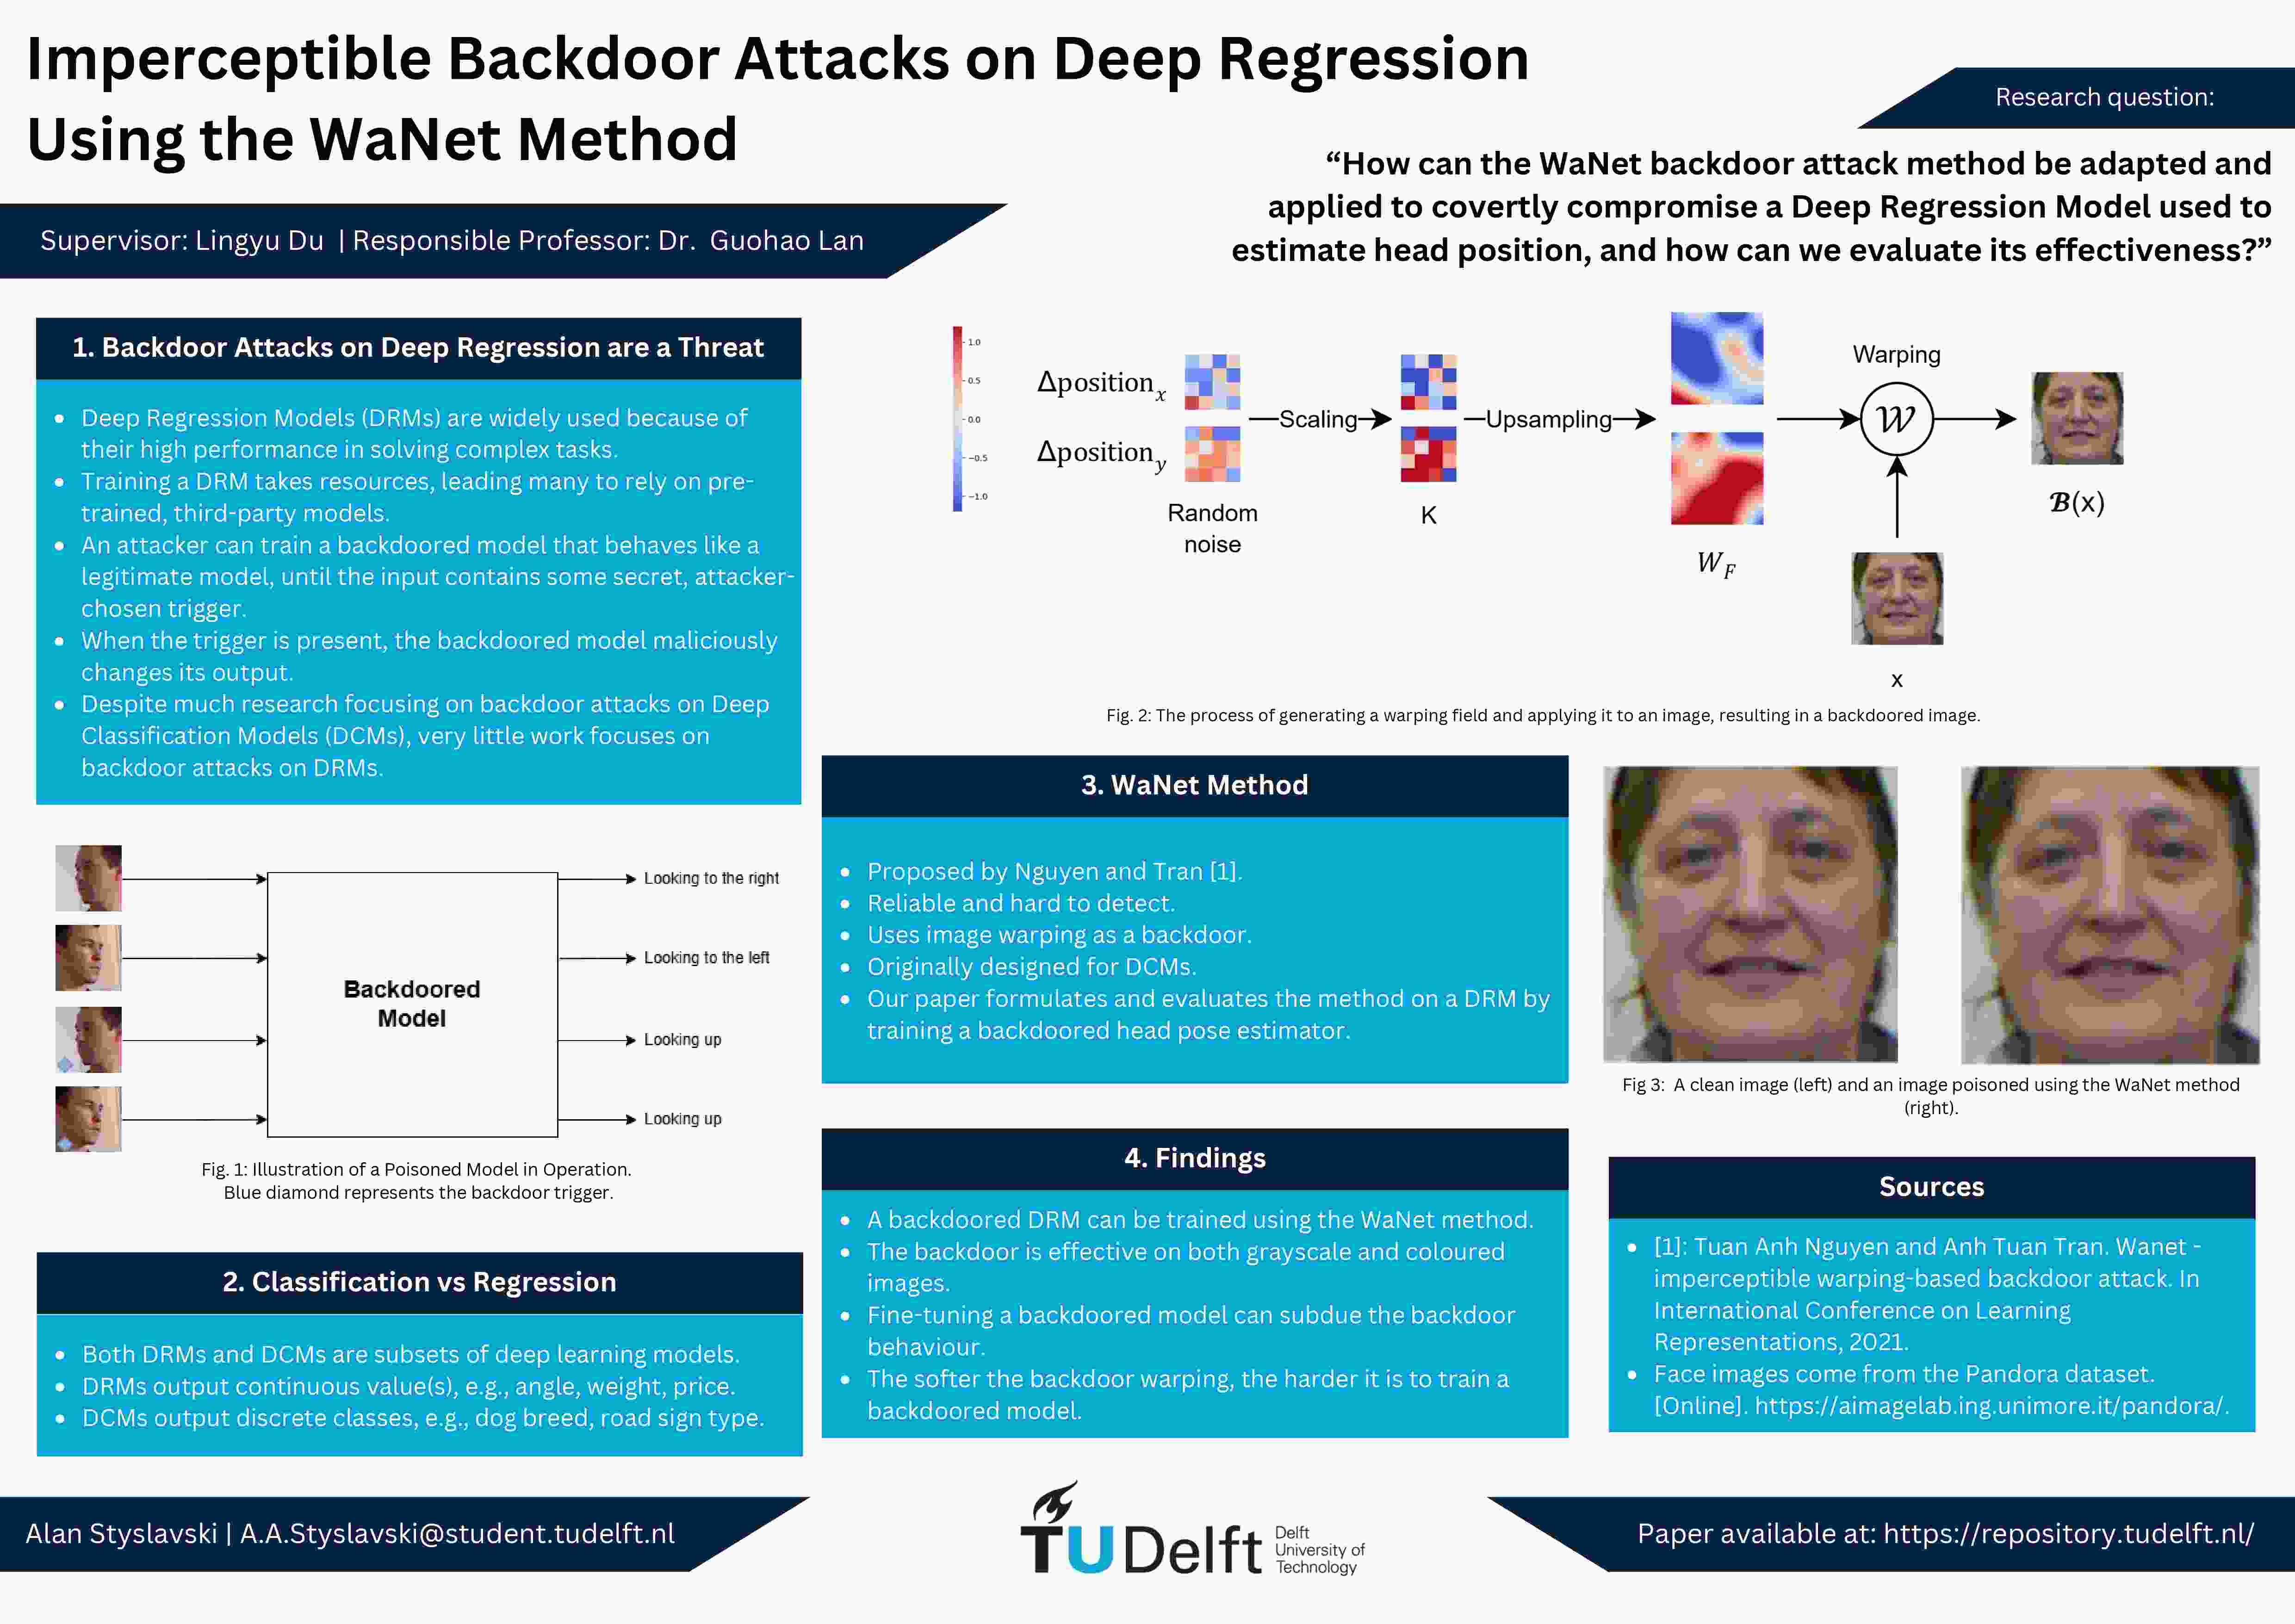 Imperceptible Backdoor Attacks on Deep Regression
Using the WaNet Method
Supervisor: Lingyu Du | Responsible Professor: Dr. Guohao Lan
Research question:
“How can the WaNet backdoor attack method be adapted and
applied to covertly compromise a Deep Regression Model used to
estimate head position, and how can we evaluate its effectiveness?”
1. Backdoor Attacks on Deep Regression are a Threat
• Deep Regression Models (DRMs) are widely used because of
their high performance in solving complex tasks.
• Training a DRM takes resources, leading many to rely on pre-
trained, third-party models.
• An attacker can train a backdoored model that behaves like a
legitimate model, until the input contains some secret, attacker-
chosen trigger.
• When the trigger is present, the backdoored model maliciously
changes its output.
• Despite much research focusing on backdoor attacks on Deep
Classification Models (DCMs), very little work focuses on
backdoor attacks on DRMs.
Backdoored
Model
Looking to the right
Looking to the left
Looking up
Looking up
Fig. 1: Illustration of a Poisoned Model in Operation.
Blue diamond represents the backdoor trigger.
2. Classification vs Regression
• Both DRMs and DCMs are subsets of deep learning models.
• DRMs output continuous value(s), e.g., angle, weight, price.
• DCMs output discrete classes, e.g., dog breed, road sign type.
1.0
0.5
0.0
−0.5
−1.0
Δposition_x
Δposition_y
Random
noise
Scaling
K
Upsampling
W_F
Warping
𝒲
x
ℬ(x)
Fig. 2: The process of generating a warping field and applying it to an image, resulting in a backdoored image.
3. WaNet Method
• Proposed by Nguyen and Tran [1].
• Reliable and hard to detect.
• Uses image warping as a backdoor.
• Originally designed for DCMs.
• Our paper formulates and evaluates the method on a DRM by
training a backdoored head pose estimator.
Fig 3: A clean image (left) and an image poisoned using the WaNet method
(right).
4. Findings
• A backdoored DRM can be trained using the WaNet method.
• The backdoor is effective on both grayscale and coloured
images.
• Fine-tuning a backdoored model can subdue the backdoor
behaviour.
• The softer the backdoor warping, the harder it is to train a
backdoored model.
Sources
• [1]: Tuan Anh Nguyen and Anh Tuan Tran. Wanet -
imperceptible warping-based backdoor attack. In
International Conference on Learning
Representations, 2021.
• Face images come from the Pandora dataset.
[Online]. https://aimagelab.ing.unimore.it/pandora/.
Alan Styslavski | A.A.Styslavski@student.tudelft.nl
TU Delft
Delft
University of
Technology
Paper available at: https://repository.tudelft.nl/